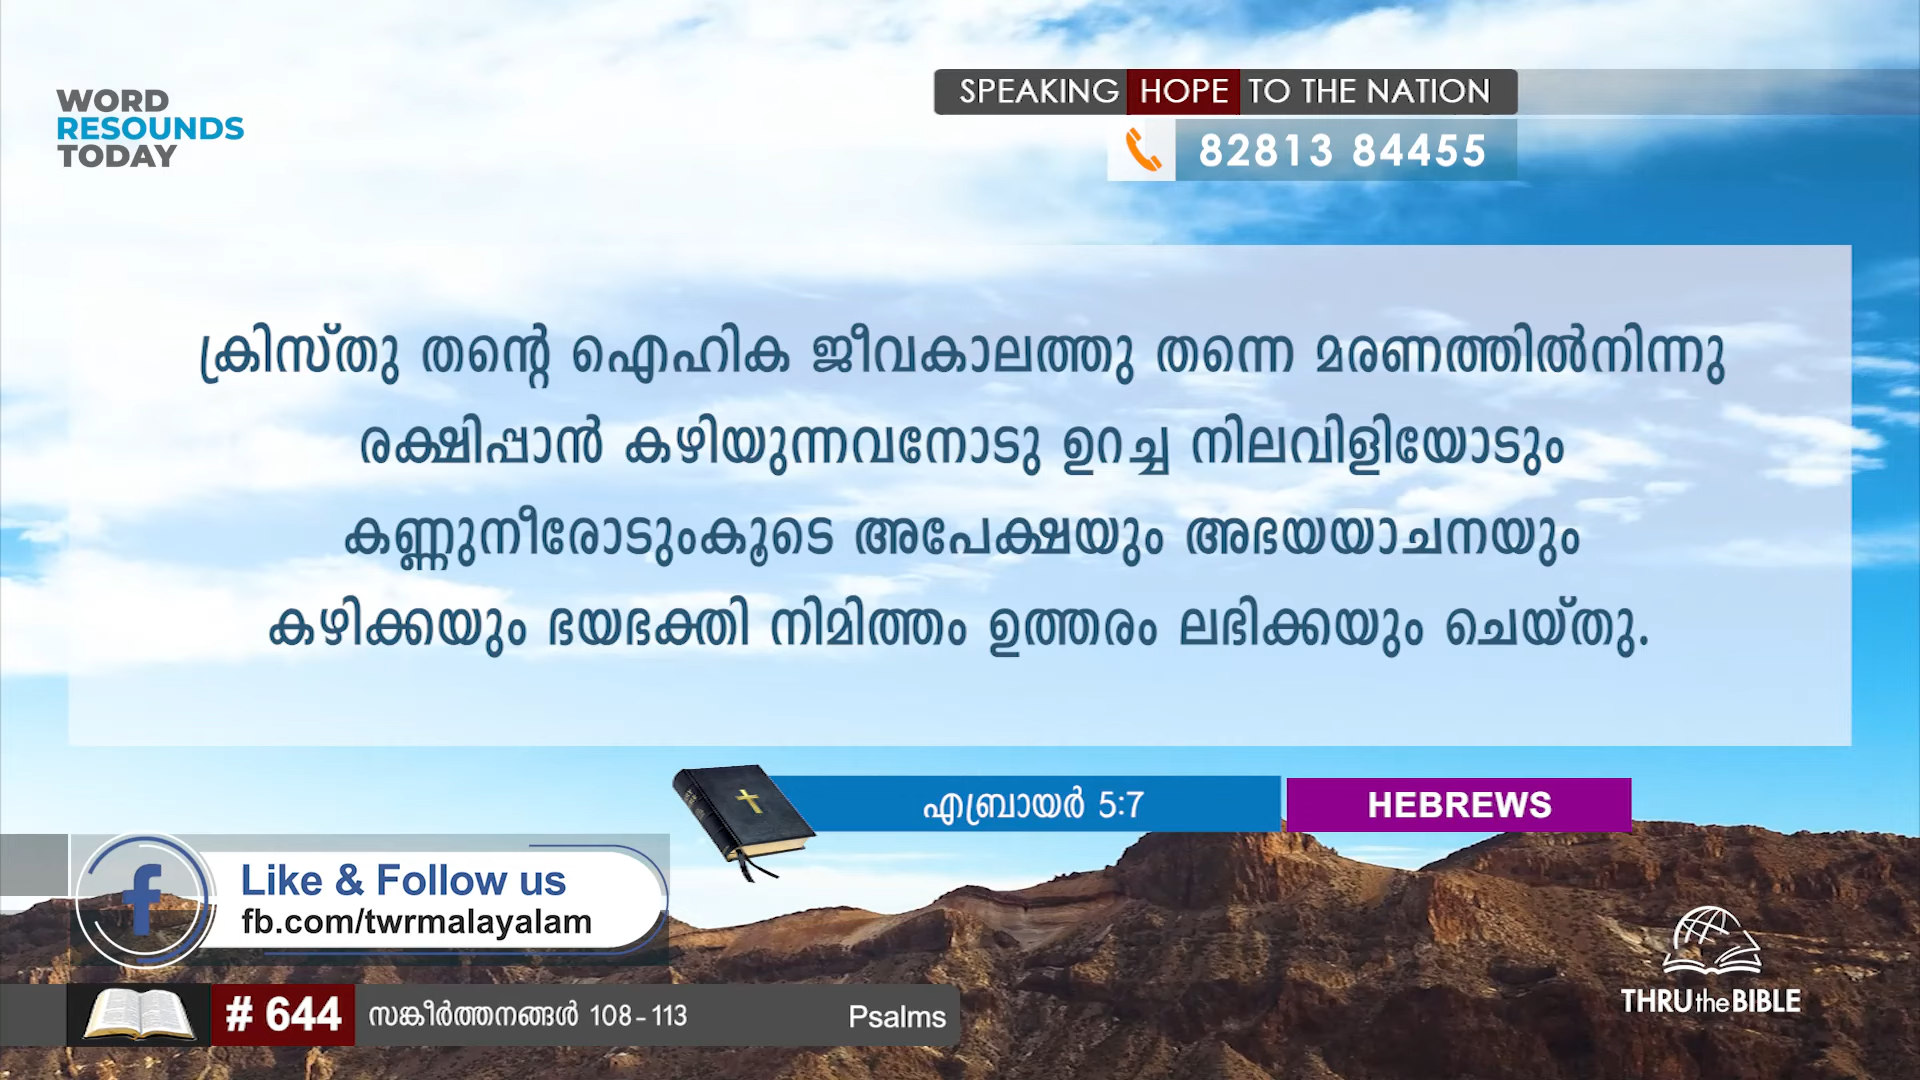 WORD
RESOUNDS
TODAY
SPEAKING HOPE TO THE NATION
82813 84455
ക്രിസ്തു തന്റെ ഐഹിക ജീവകാലത്തു തന്നെ മരണത്തിൽനിന്നു
രക്ഷിപ്പാൻ കഴിയുന്നവനോടു ഉറച്ച നിലവിളിയോടും
കണ്ണുനീരോടുംകൂടെ അപേക്ഷയും അഭയയാചനയും
കഴിക്കയും ഭയഭക്തി നിമിത്തം ഉത്തരം ലഭിക്കയും ചെയ്തു.
എബ്രായർ 5:7 HEBREWS
Like & Follow us
fb.com/twrmalayalam
# 644 സങ്കീർത്തനങ്ങൾ 108-113 Psalms
THRU the BIBLE